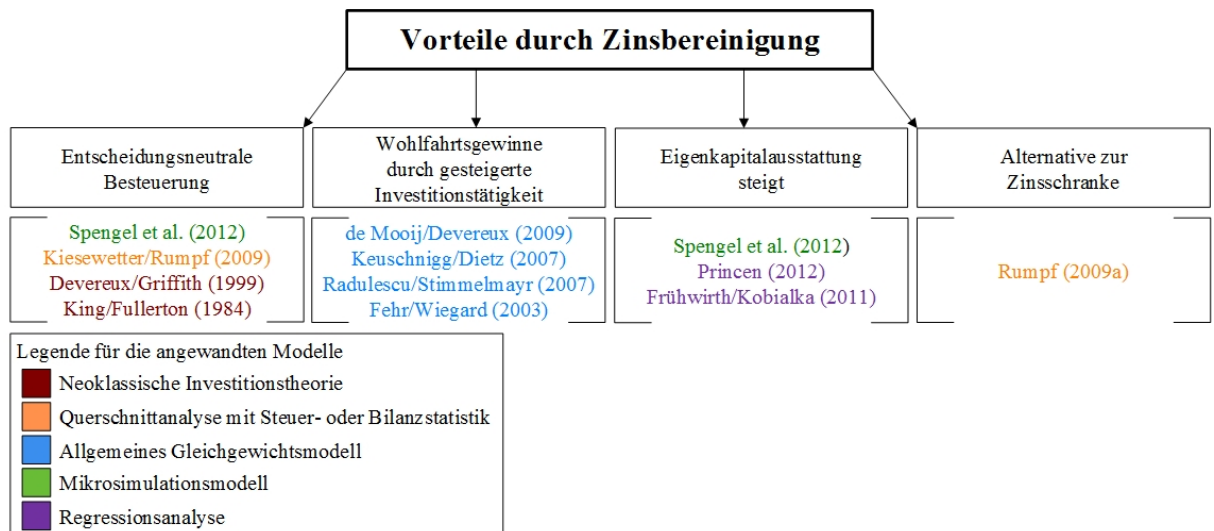 Vorteile durch Zinsbereinigung
Entscheidungsneutrale
Besteuerung
Wohlfahrtsgewinne
durch gesteigerte
Investitionstätigkeit
Eigenkapitalausstattung
steigt
Alternative zur
Zinsschranke
Spengel et al. (2012)
Kiesewetter/Rumpf (2009)
Devereux/Griffith (1999)
King/Fullerton (1984)
de Mooij/Devereux (2009)
Keuschnigg/Dietz (2007)
Radulescu/Stimmelmayr (2007)
Fehr/Wiegard (2003)
Spengel et al. (2012)
Princen (2012)
Frühwirth/Kobialka (2011)
Rumpf (2009a)
Legende für die angewandten Modelle
Neoklassische Investitionstheorie
Querschnittanalyse mit Steuer- oder Bilanzstatistik
Allgemeines Gleichgewichtsmodell
Mikrosimulationsmodell
Regressionsanalyse